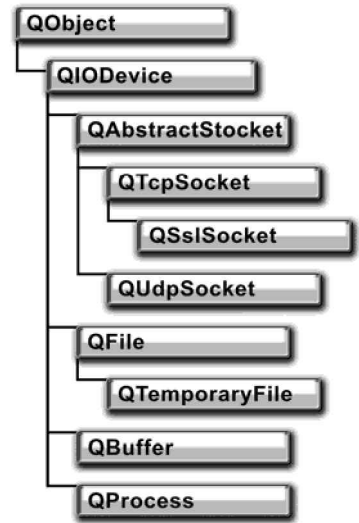 QObject
QIODevice
QAbstractStocket
QTcpSocket
QSslSocket
QUdpSocket
QFile
QTemporaryFile
QBuffer
QProcess